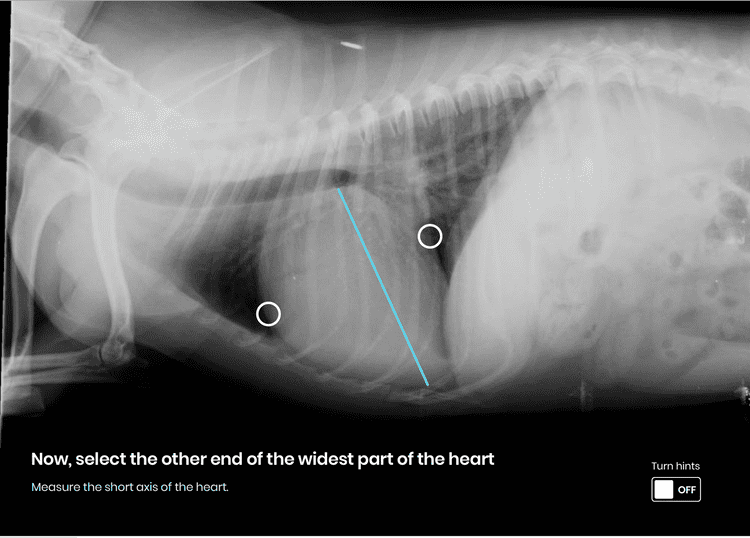 Now, select the other end of the widest part of the heart
Measure the short axis of the heart.
Turn hints
OFF